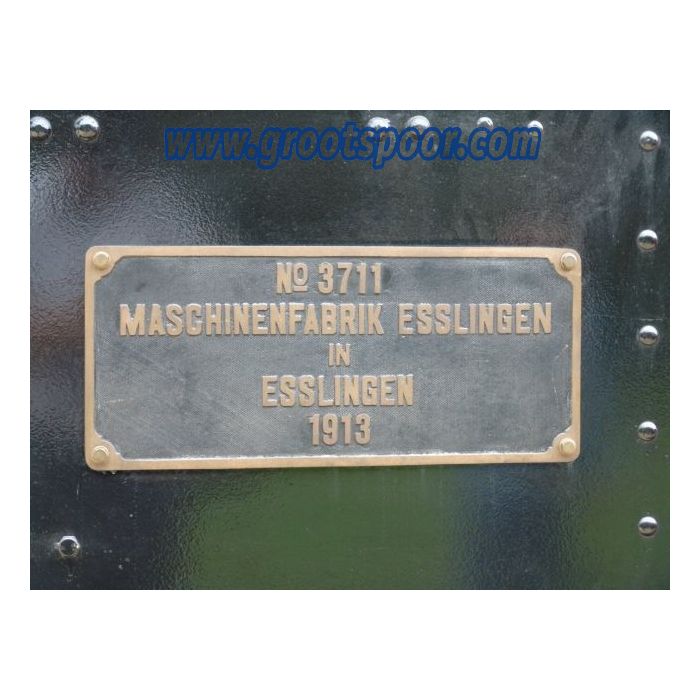 www.grootspoor.com
No 3711
MASCHINENFABRIK ESSLINGEN
IN
ESSLINGEN
1913